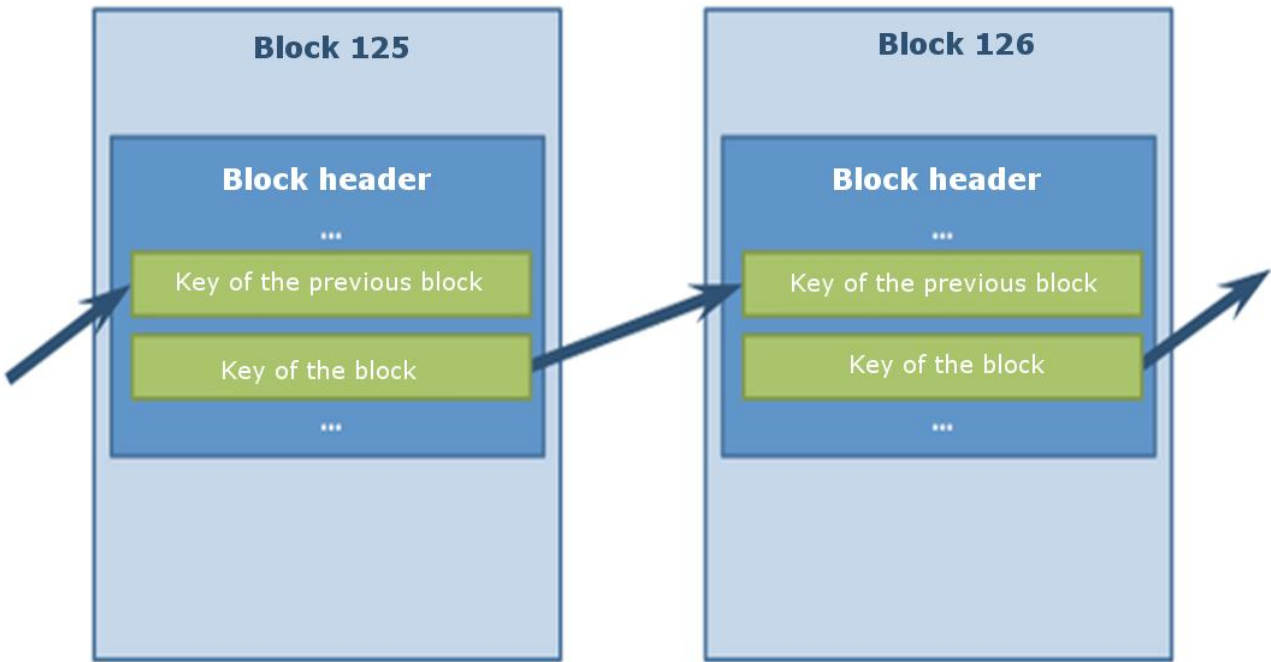 Block 125
Block header
...
Key of the previous block
Key of the block
...
Block 126
Block header
...
Key of the previous block
Key of the block
...